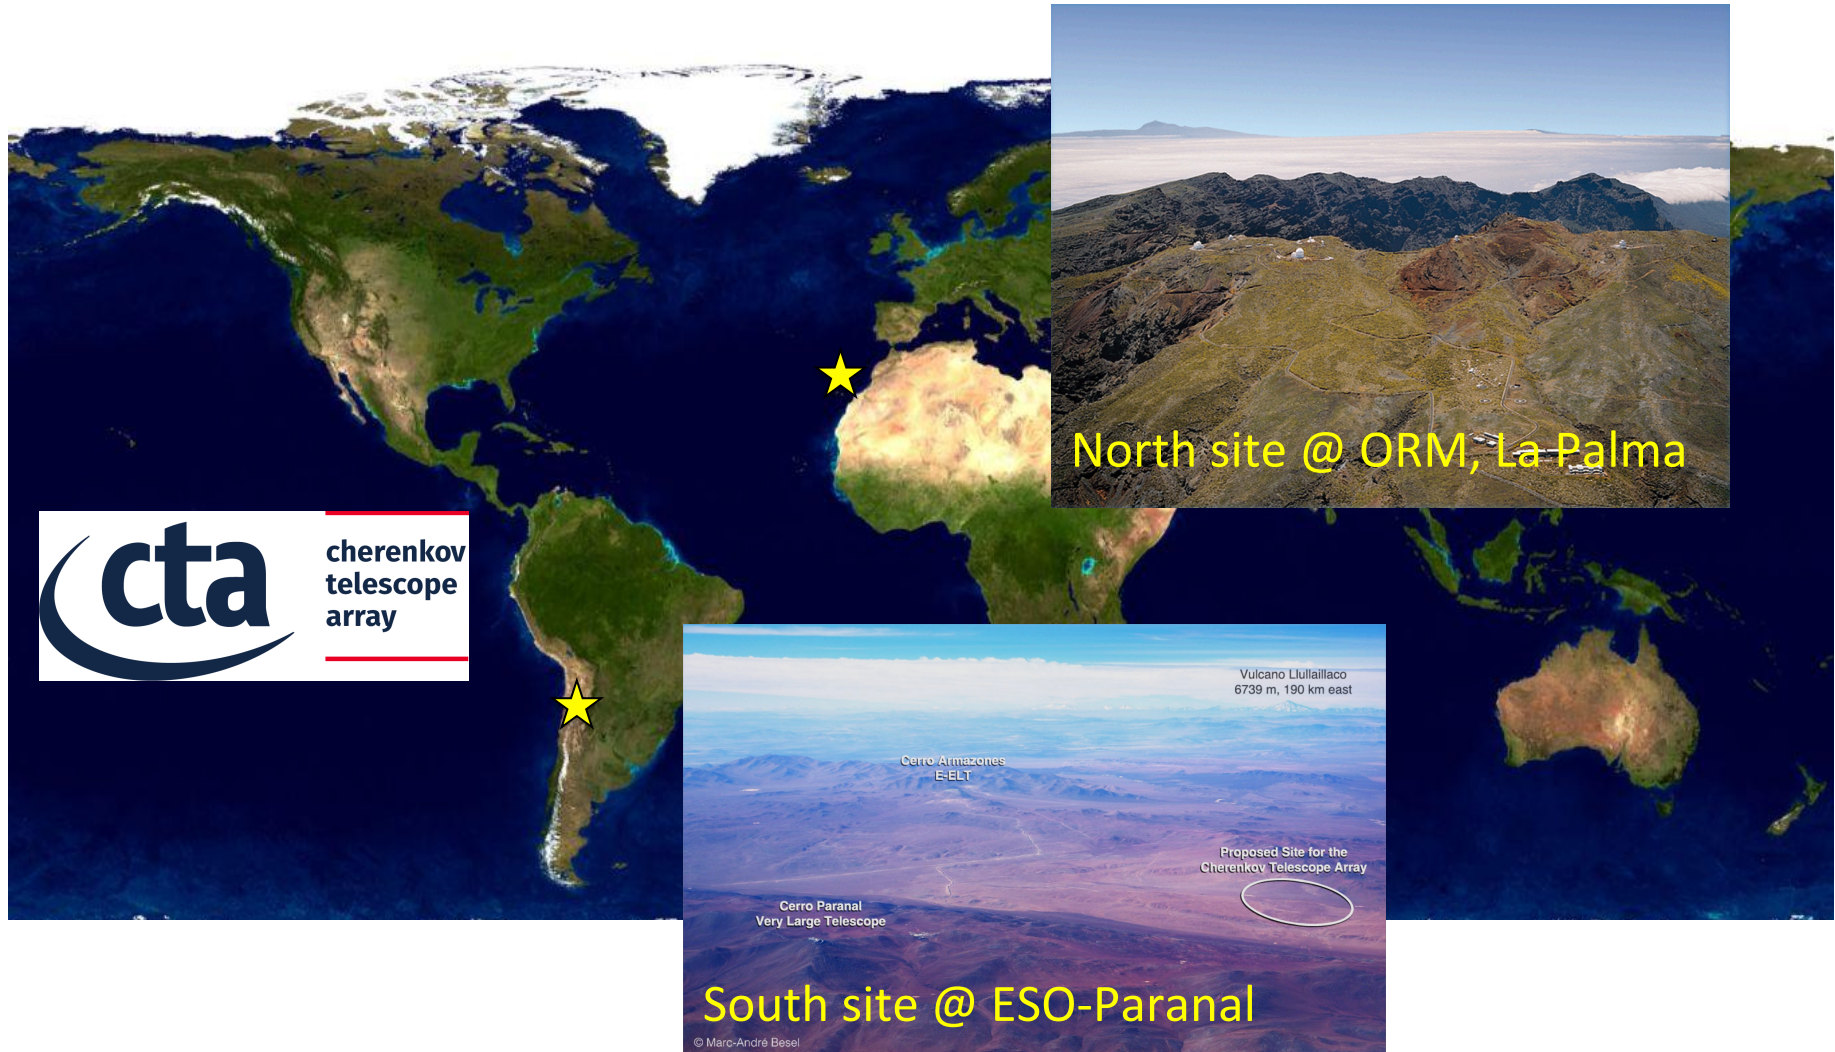 North site @ ORM, La Palma
cta
cherenkov
telescope
array
Vulcano Llullaillaco
6739 m, 190 km east
Cerro Armazones
E-ELT
Proposed Site for the
Cherenkov Telescope Array
Cerro Paranal
Very Large Telescope
South site @ ESO-Paranal
© Marc-André Besel